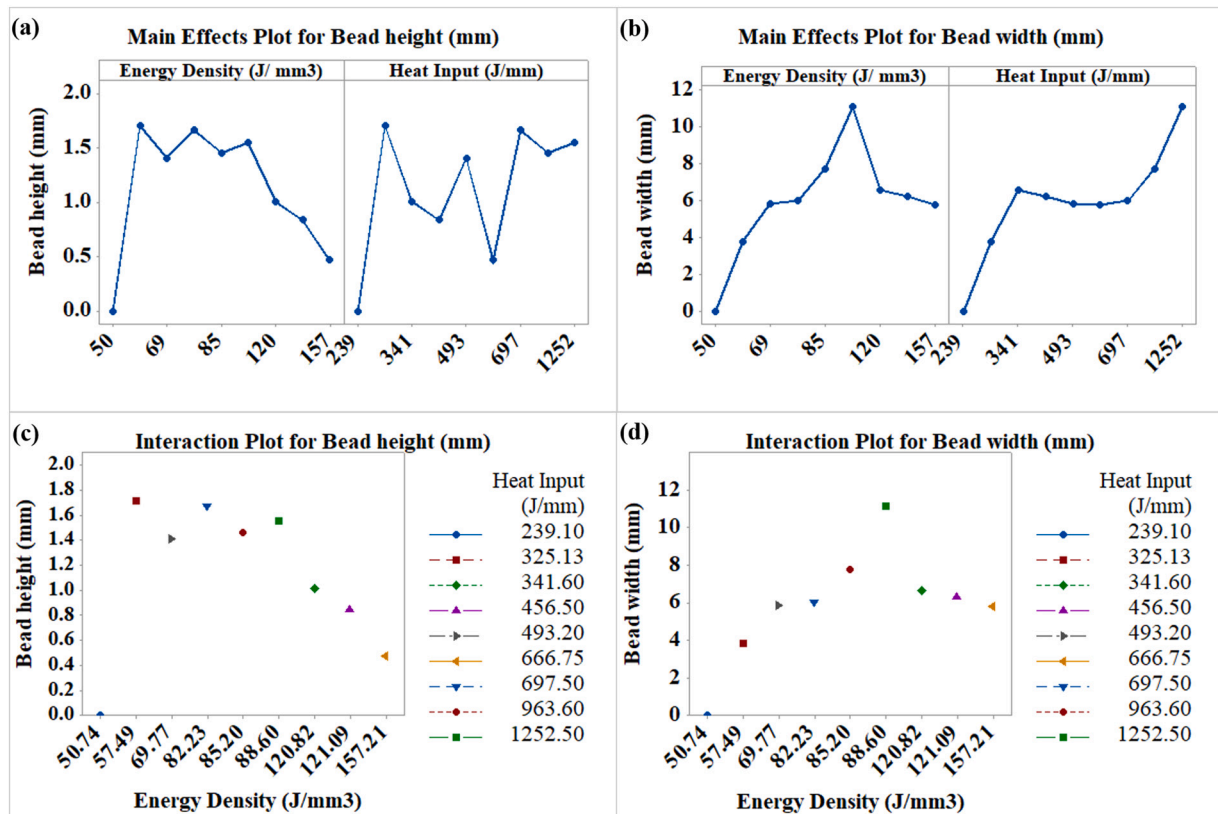 (a)
Main Effects Plot for Bead height (mm)
Energy Density (J/ mm3) Heat Input (J/mm)
Bead height (mm)
2.0
1.5
1.0
0.5
0.0
50 69 85 120 157 239 341 493 697 1252
(b)
Main Effects Plot for Bead width (mm)
Energy Density (J/ mm3) Heat Input (J/mm)
Bead width (mm)
12
10
8
6
4
2
0
50 69 85 120 157 239 341 493 697 1252
(c)
Interaction Plot for Bead height (mm)
Bead height (mm)
2.0
1.8
1.6
1.4
1.2
1.0
0.8
0.6
0.4
0.2
0.0
50.74 57.49 69.77 82.23 85.20 88.60 120.82 121.09 157.21
Energy Density (J/mm3)
Heat Input
(J/mm)
239.10
325.13
341.60
456.50
493.20
666.75
697.50
963.60
1252.50
(d)
Interaction Plot for Bead width (mm)
Bead width (mm)
12
10
8
6
4
2
0
50.74 57.49 69.77 82.23 85.20 88.60 120.82 121.09 157.21
Energy Density (J/mm3)
Heat Input
(J/mm)
239.10
325.13
341.60
456.50
493.20
666.75
697.50
963.60
1252.50